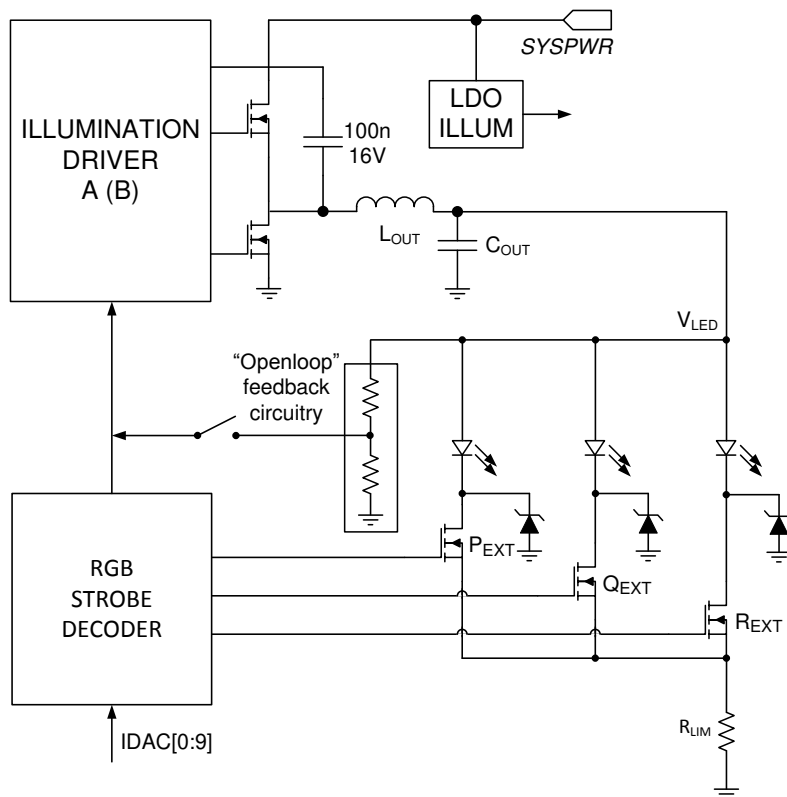 SYSPWR
ILLUMINATION
DRIVER
A (B)
100n
16V
LDO
ILLUM
LOUT
COUT
VLED
“Openloop”
feedback
circuitry
PEXT
QEXT
REXT
RGB
STROBE
DECODER
RLIM
IDAC[0:9]